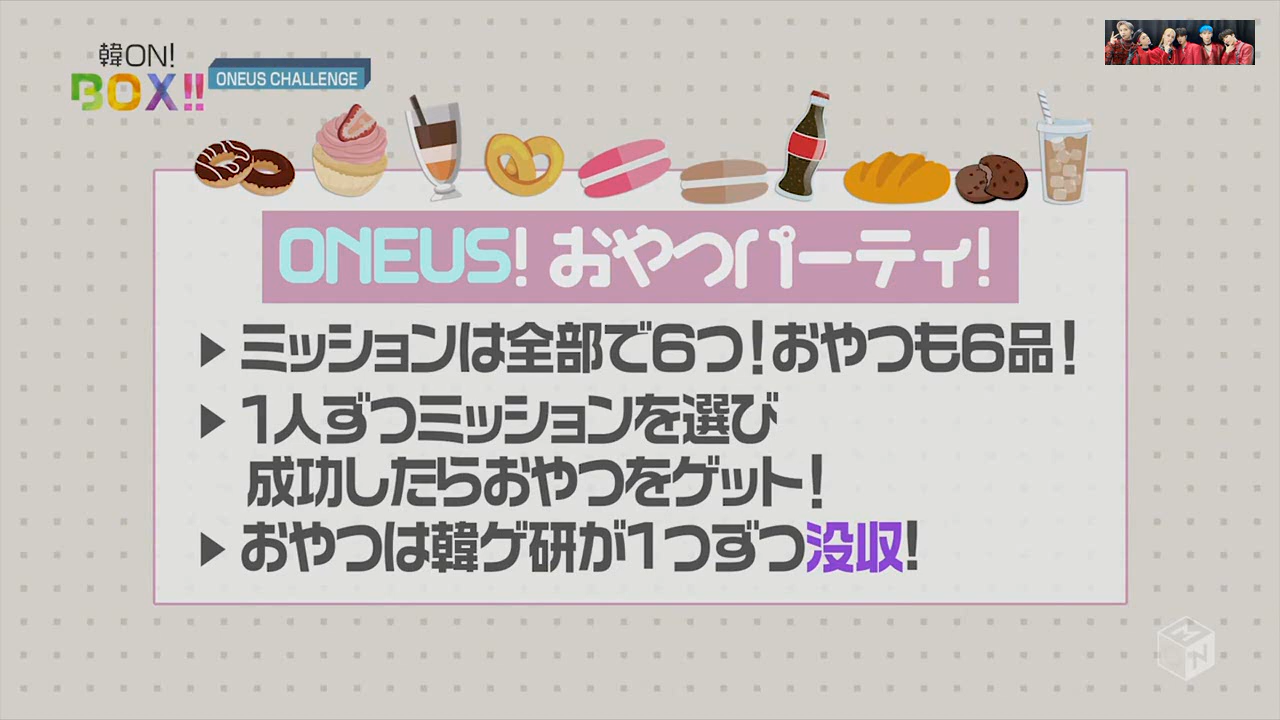 韓ON!
BOX!!
ONEUS CHALLENGE
ONEUS! おやつパーティ!
▶ ミッションは全部で6つ!おやつも6品!
▶ 1人ずつミッションを選び
成功したらおやつをゲット!
▶ おやつは韓ゲ研が1つずつ没収!
M
ON